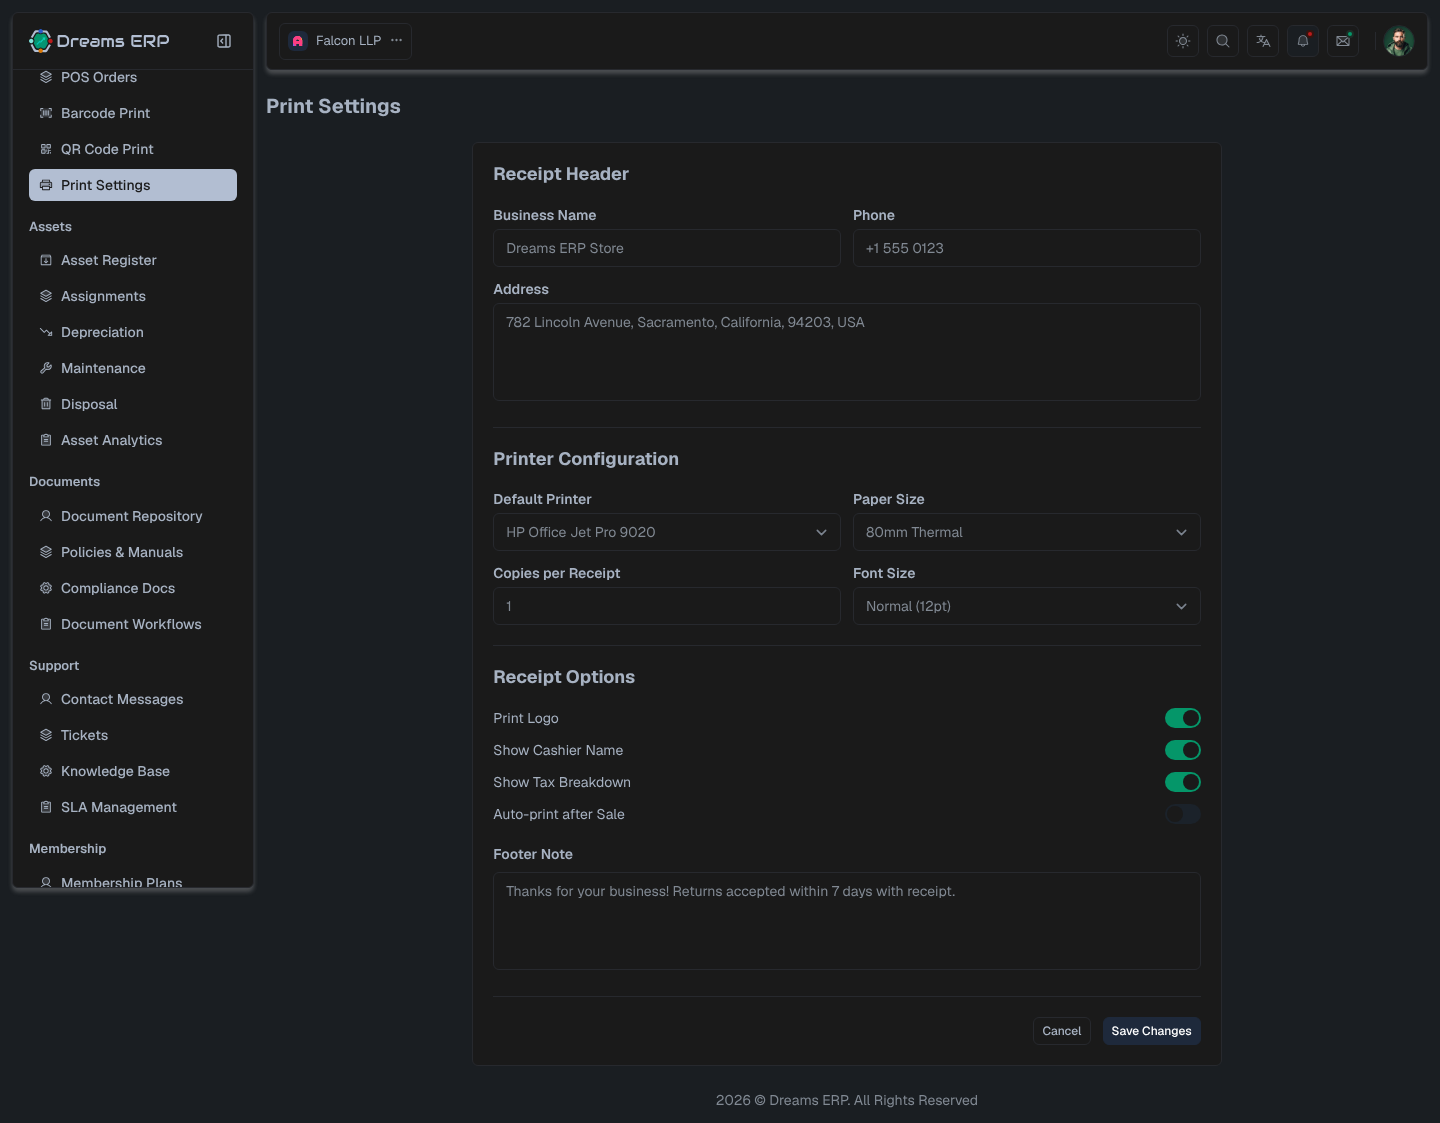 Dreams ERP
POS Orders
Barcode Print
QR Code Print
Print Settings
Assets
Asset Register
Assignments
Depreciation
Maintenance
Disposal
Asset Analytics
Documents
Document Repository
Policies & Manuals
Compliance Docs
Document Workflows
Support
Contact Messages
Tickets
Knowledge Base
SLA Management
Membership
Membership Plans
Falcon LLP
Print Settings
Receipt Header
Business Name
Dreams ERP Store
Phone
+1 555 0123
Address
782 Lincoln Avenue, Sacramento, California, 94203, USA
Printer Configuration
Default Printer
HP Office Jet Pro 9020
Paper Size
80mm Thermal
Copies per Receipt
1
Font Size
Normal (12pt)
Receipt Options
Print Logo
Show Cashier Name
Show Tax Breakdown
Auto-print after Sale
Footer Note
Thanks for your business! Returns accepted within 7 days with receipt.
Cancel
Save Changes
2026 © Dreams ERP. All Rights Reserved